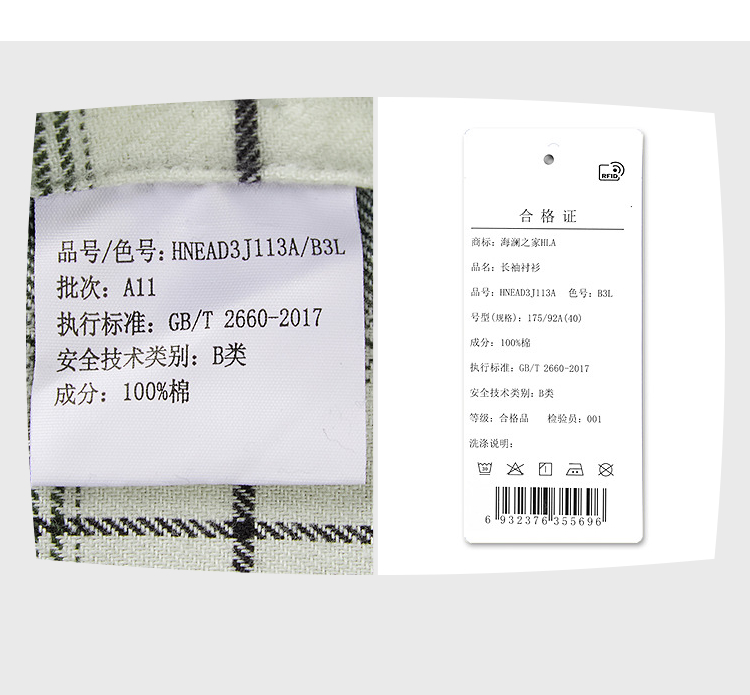 品号/色号: HNEAD3J113A/B3L
批次: A11
执行标准: GB/T 2660-2017
安全技术类别: B类
成分: 100%棉
RFID
合格证
商标: 海澜之家HLA
品名: 长袖衬衫
品号: HNEAD3J113A 色号: B3L
号型(规格): 175/92A(40)
成分: 100%棉
执行标准: GB/T 2660-2017
安全技术类别: B类
等级: 合格品 检验员: 001
洗涤说明:
6 932376 355696